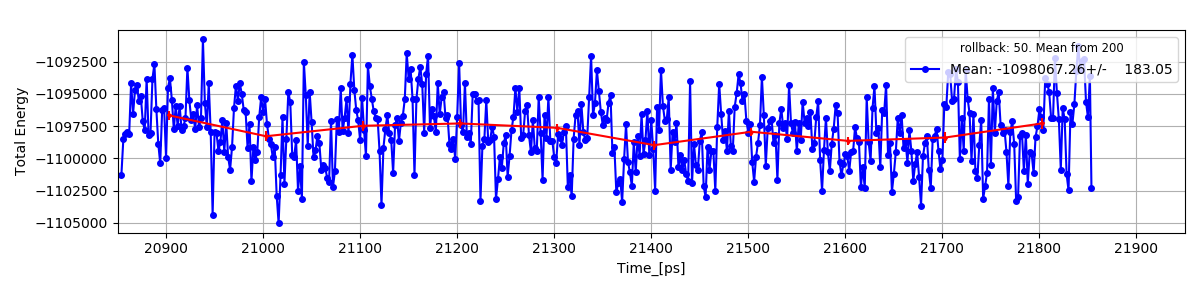 rollback: 50. Mean from 200
Mean: -1098067.26+/- 183.05
Total Energy
−1092500
−1095000
−1097500
−1100000
−1102500
−1105000
20900 21000 21100 21200 21300 21400 21500 21600 21700 21800 21900
Time_[ps]